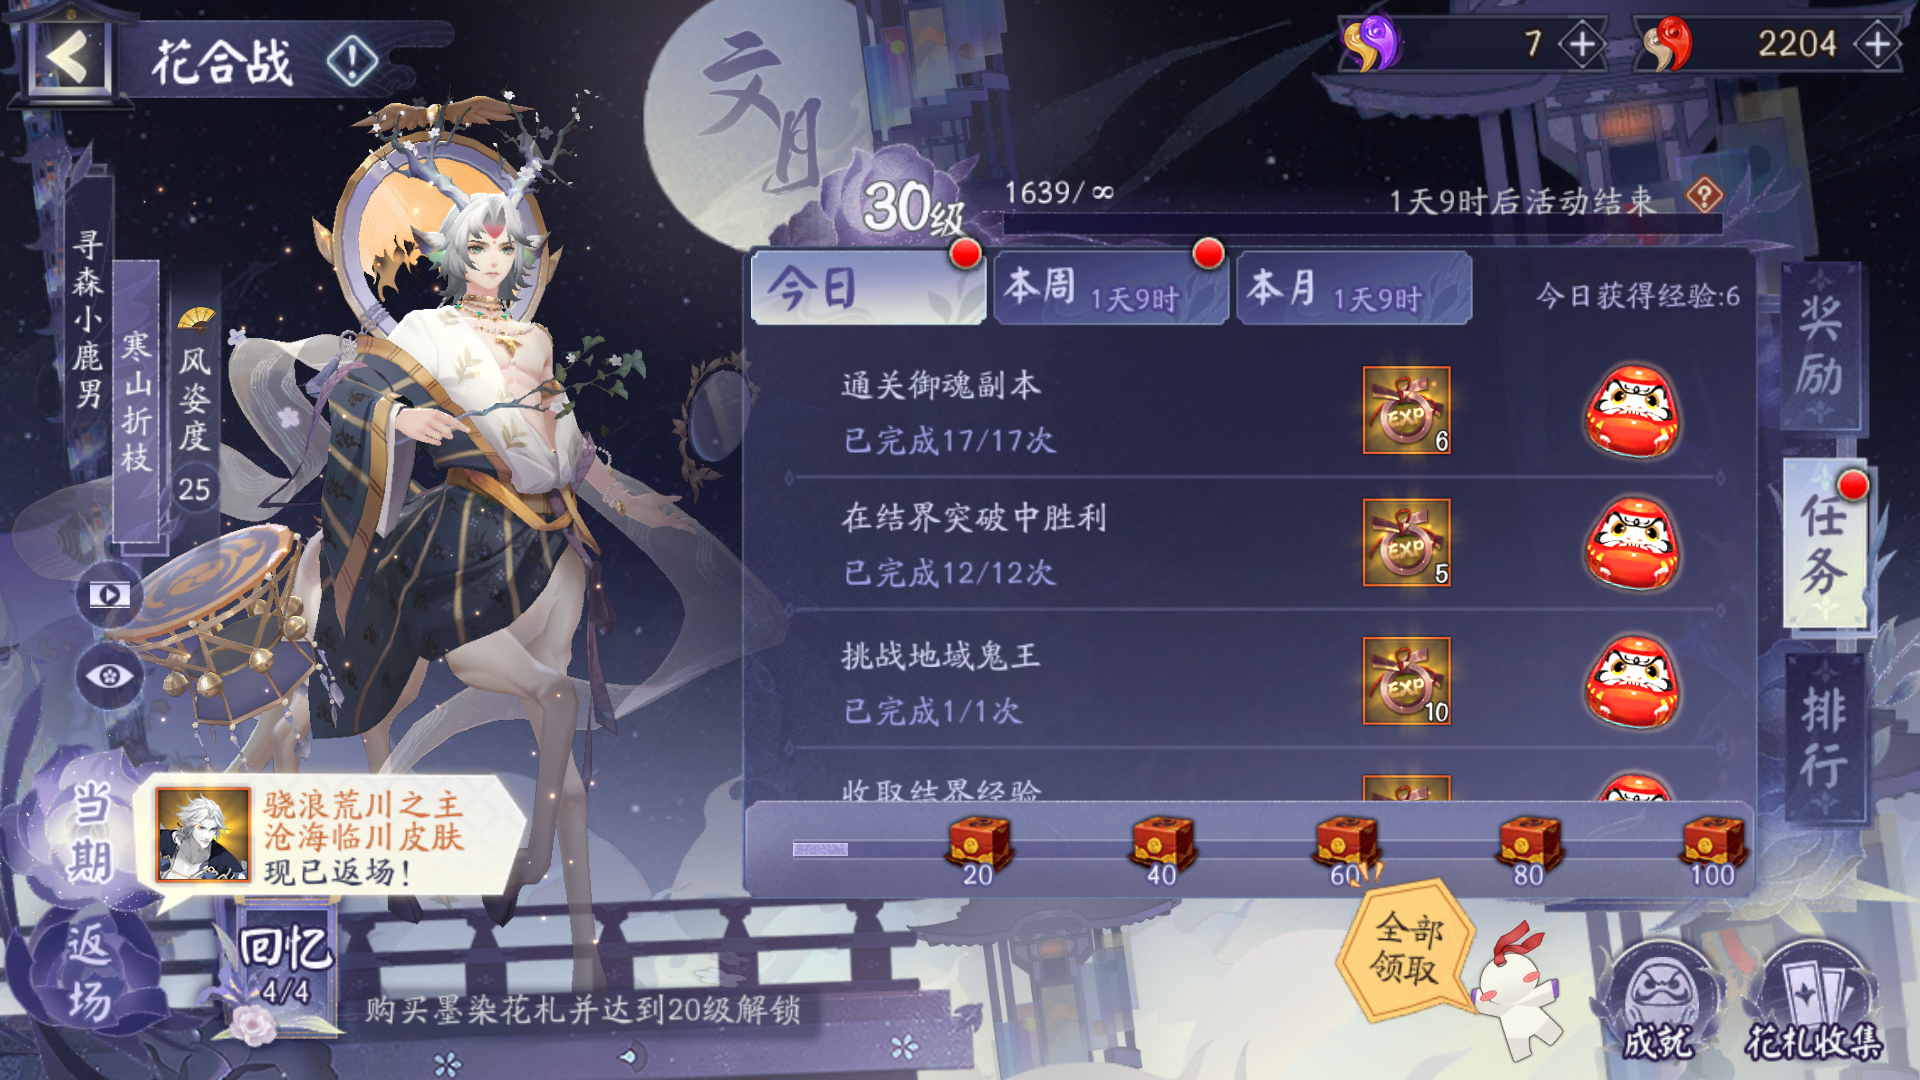 花合战
文月
7
2204
30级
1639/∞
1天9时后活动结束
今日
本周 1天9时
本月 1天9时
今日获得经验:6
寻森小鹿男
寒山折枝
风姿度
25
通关御魂副本
已完成17/17次
EXP
6
在结界突破中胜利
已完成12/12次
EXP
5
挑战地域鬼王
已完成1/1次
EXP
10
收取结界经验
20
40
60
80
100
奖励
任务
排行
当期
骁浪荒川之主
沧海临川皮肤
现已返场！
返场
回忆
4/4
购买墨染花札并达到20级解锁
全部
领取
成就
花札收集